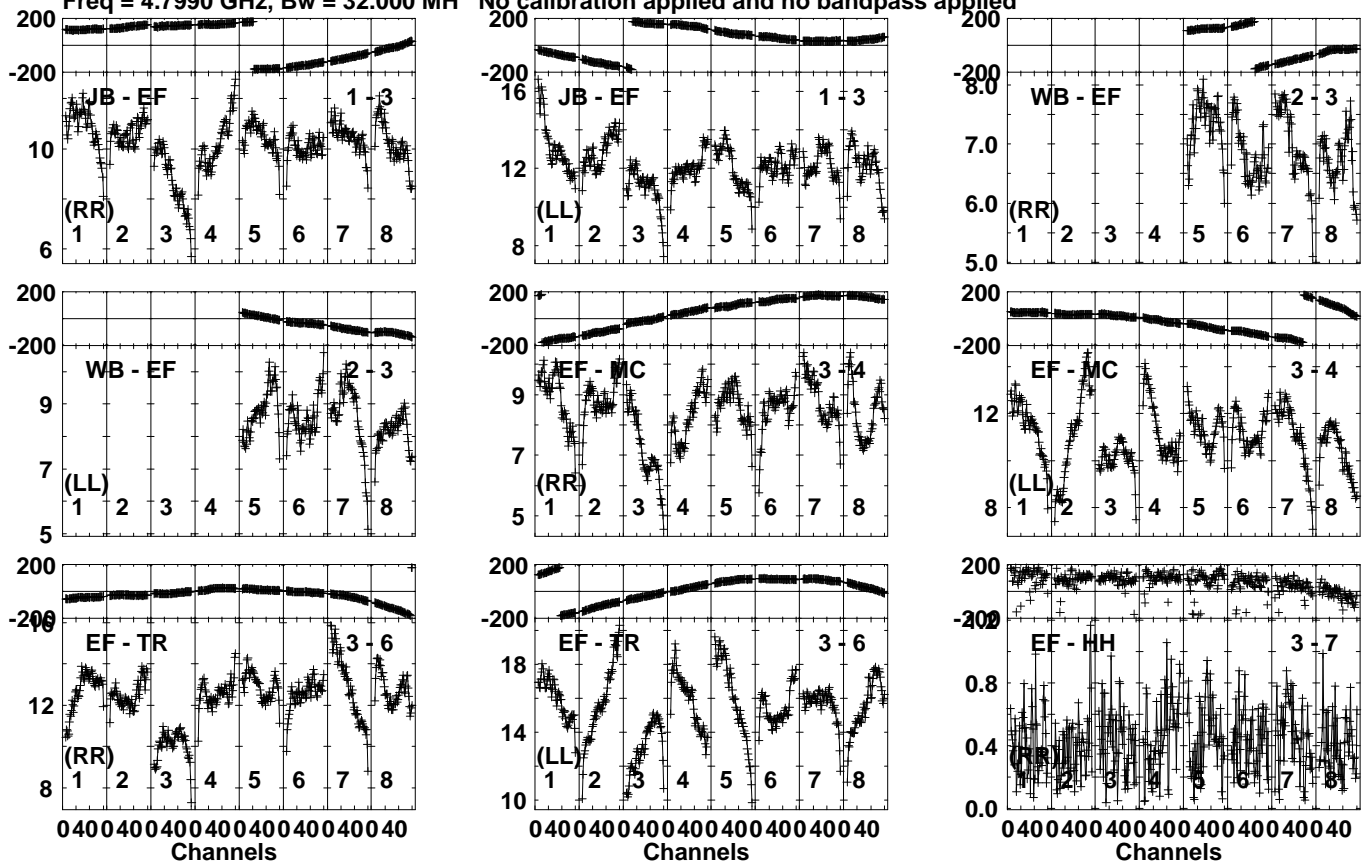 Freq = 4.7990 GHz, Bw = 32.000 MH No calibration applied and no bandpass applied
200
-200
JB - EF 1 - 3
10
6
(RR)
1 2 3 4 5 6 7 8
JB - EF 1 - 3
16
12
8
(LL)
1 2 3 4 5 6 7 8
200
-200
8.0
WB - EF 2 - 3
7.0
6.0
5.0
(RR)
1 2 3 4 5 6 7 8
200
-200
WB - EF 2 - 3
9
7
5
(LL)
1 2 3 4 5 6 7 8
EF - MC 3 - 4
9
7
5
(RR)
1 2 3 4 5 6 7 8
200
-200
EF - MC 3 - 4
12
8
(LL)
1 2 3 4 5 6 7 8
200
-200
16
EF - TR 3 - 6
12
8
(RR)
1 2 3 4 5 6 7 8
0 40 0 40 0 40 0 40 0 40 0 40 0 40 0 40
Channels
EF - TR 3 - 6
18
14
10
(LL)
1 2 3 4 5 6 7 8
0 40 0 40 0 40 0 40 0 40 0 40 0 40 0 40
Channels
200
-200
1.2
EF - HH 3 - 7
0.8
0.4
0.0
(RR)
1 2 3 4 5 6 7 8
0 40 0 40 0 40 0 40 0 40 0 40 0 40 0 40
Channels